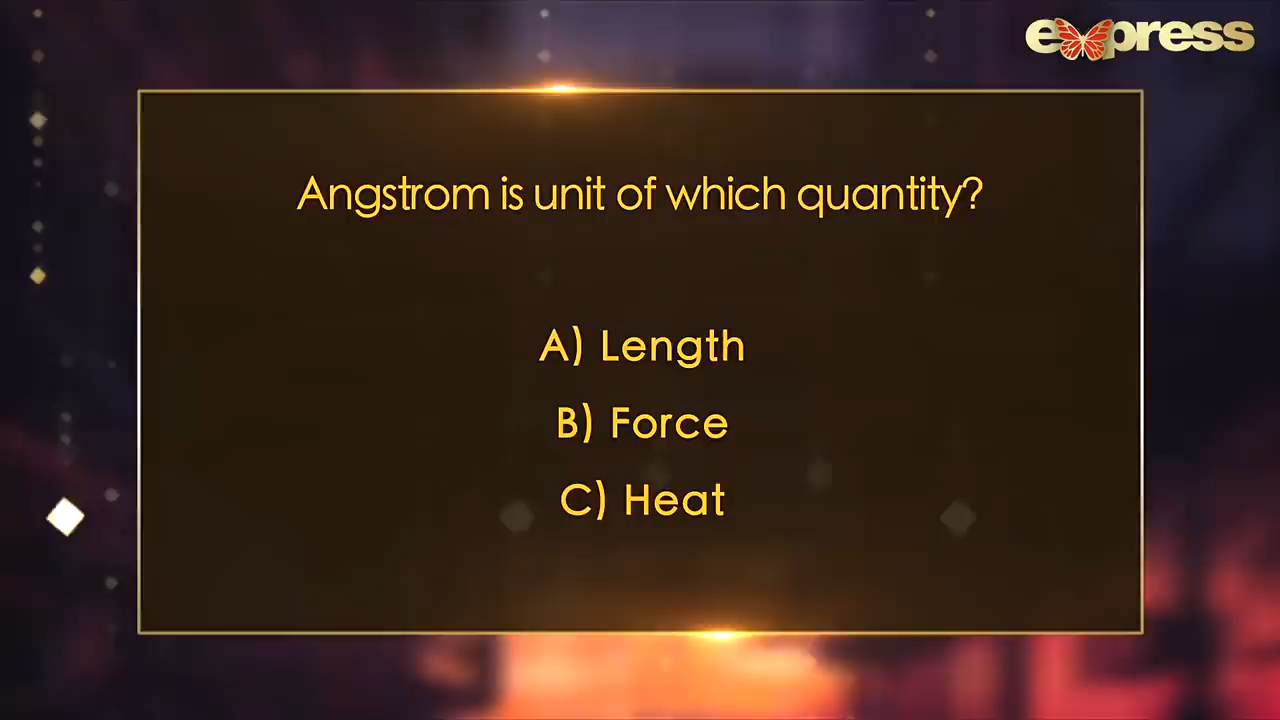 express
Angstrom is unit of which quantity?
A) Length
B) Force
C) Heat